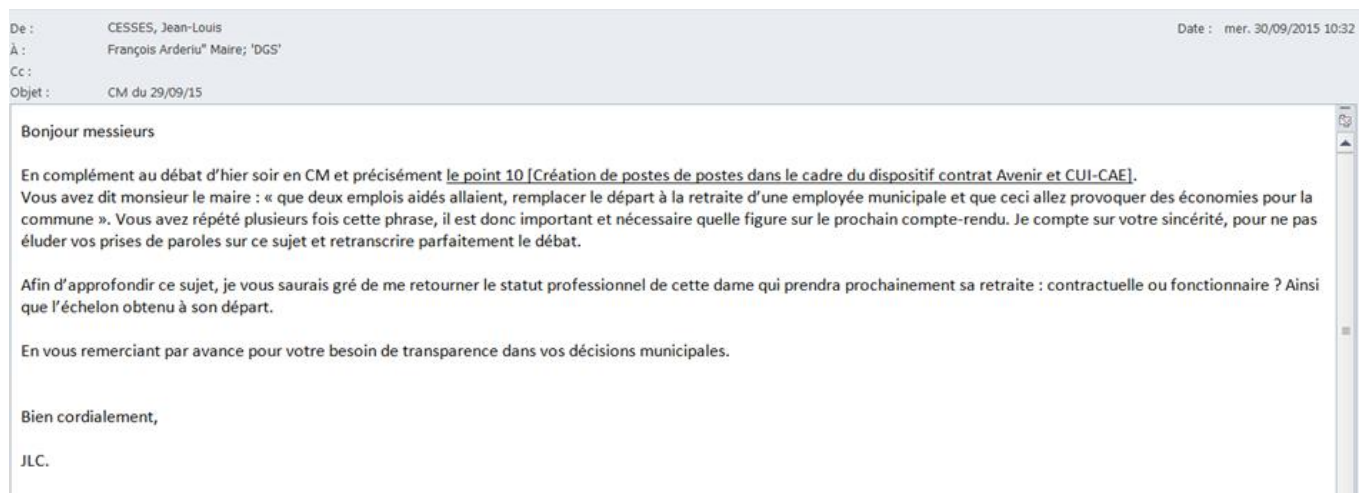 De : CESSES, Jean-Louis Date : mer. 30/09/2015 10:32
À : François Arderiu" Maire; 'DGS'
Cc :
Objet : CM du 29/09/15
Bonjour messieurs
En complément au débat d'hier soir en CM et précisément le point 10 [Création de postes de postes dans le cadre du dispositif contrat Avenir et CUI-CAE].
Vous avez dit monsieur le maire : « que deux emplois aidés allaient, remplacer le départ à la retraite d'une employée municipale et que ceci allez provoquer des économies pour la
commune ». Vous avez répété plusieurs fois cette phrase, il est donc important et nécessaire quelle figure sur le prochain compte-rendu. Je compte sur votre sincérité, pour ne pas
éluder vos prises de paroles sur ce sujet et retranscrire parfaitement le débat.
Afin d'approfondir ce sujet, je vous saurais gré de me retourner le statut professionnel de cette dame qui prendra prochainement sa retraite : contractuelle ou fonctionnaire ? Ainsi
que l'échelon obtenu à son départ.
En vous remerciant par avance pour votre besoin de transparence dans vos décisions municipales.
Bien cordialement,
JLC.